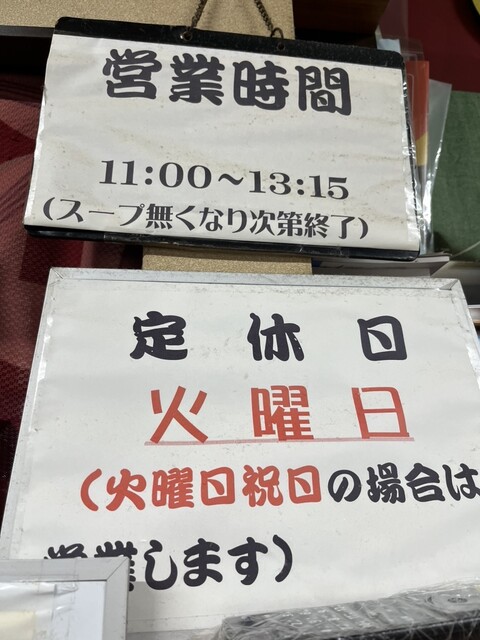 営業時間
11:00〜13:15
(スープ無くなり次第終了)
定休日
火曜日
(火曜日祝日の場合は
営業します)